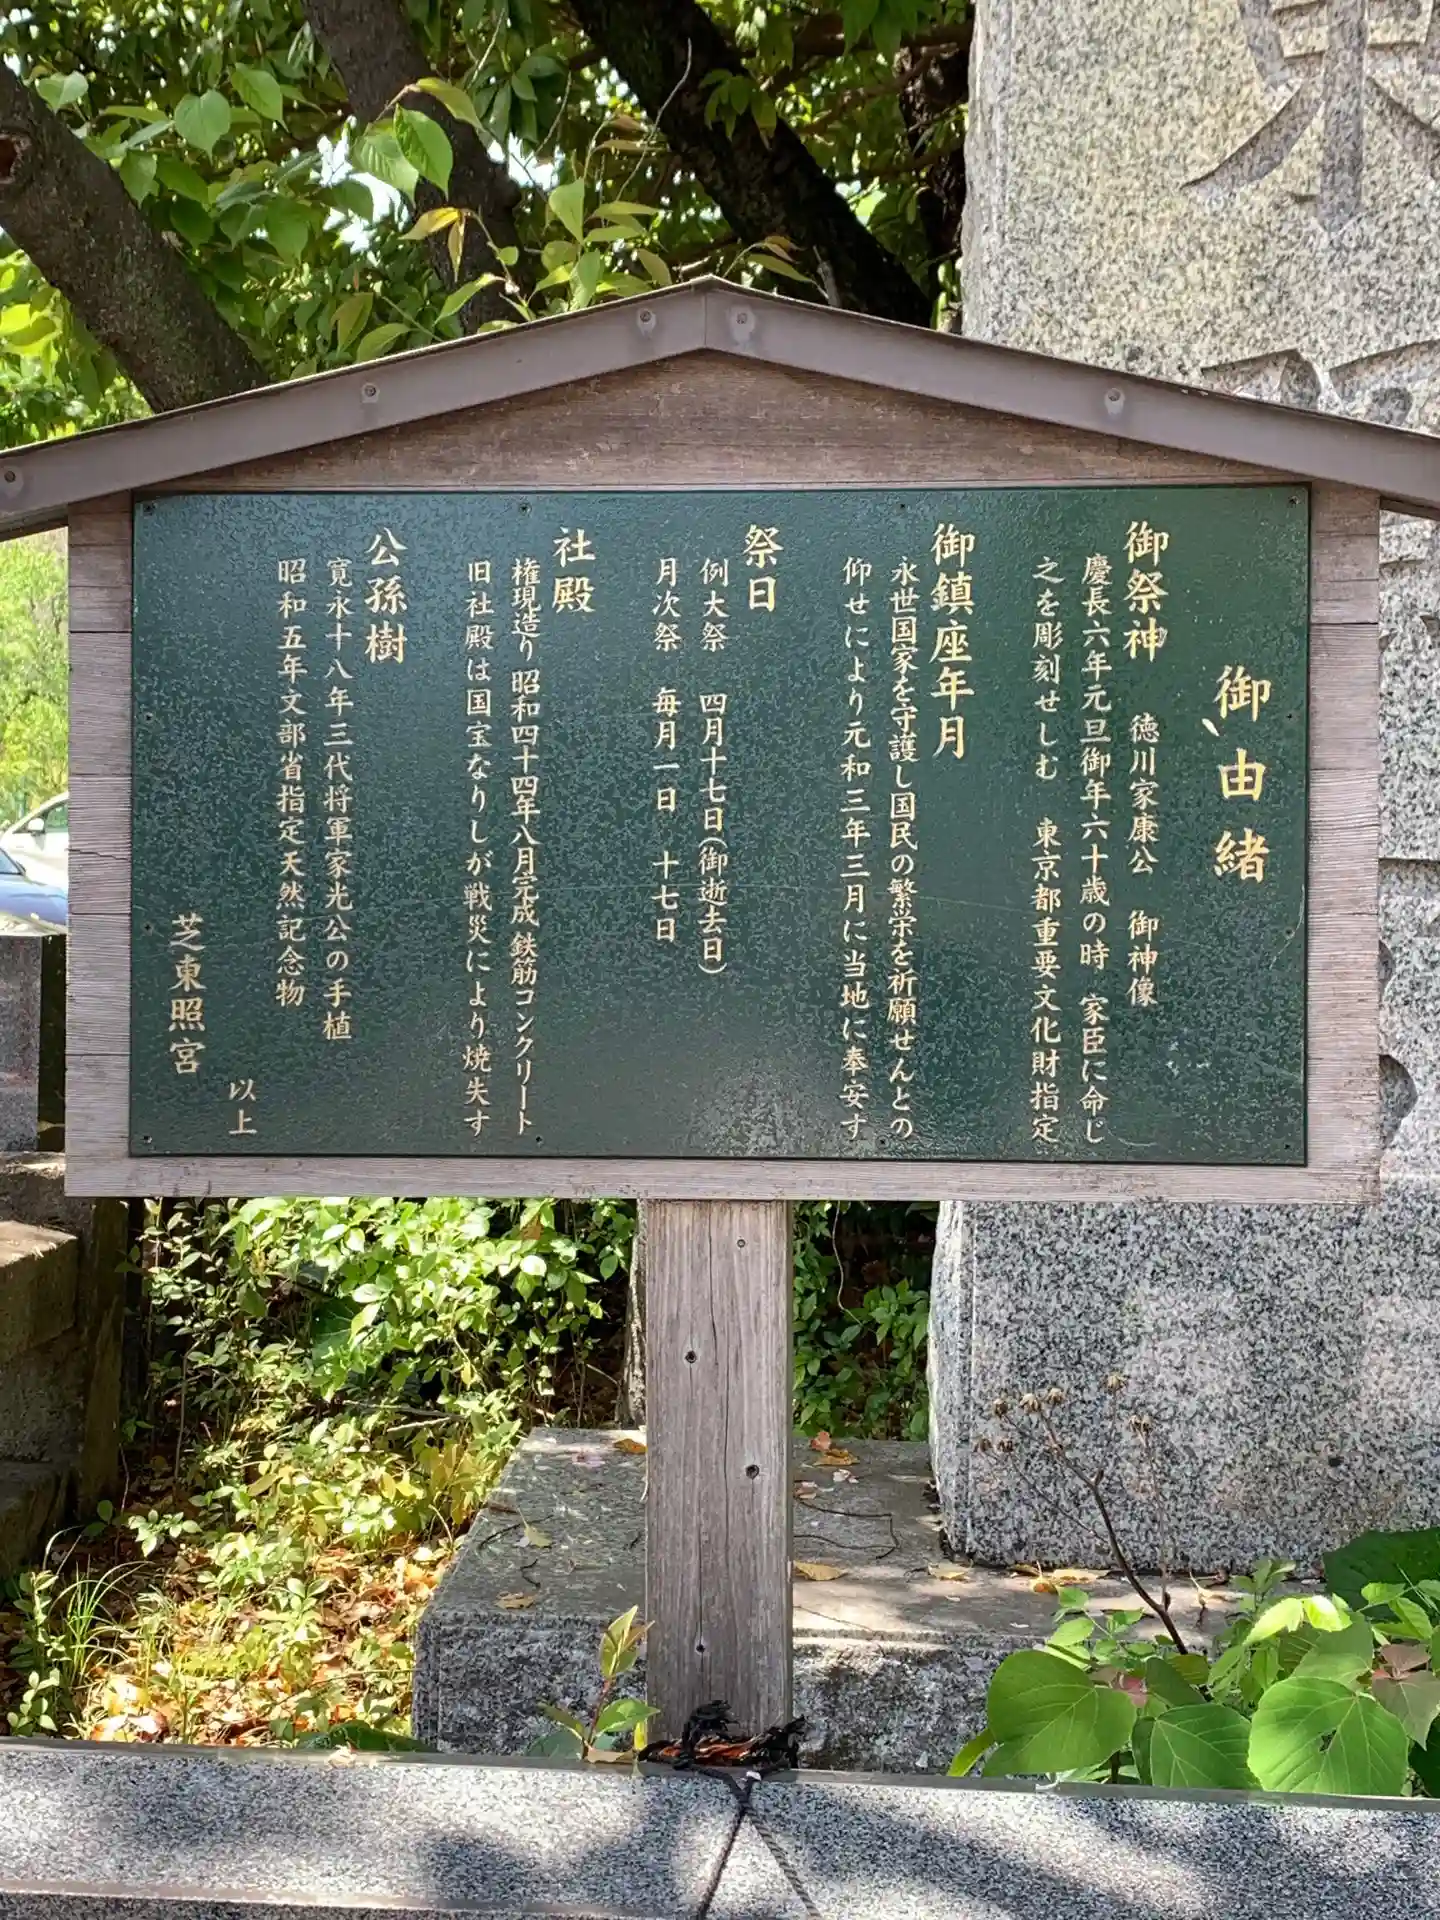 御由緒
御祭神　徳川家康公　御神像
慶長六年元旦御年六十歳の時　家臣に命じ
之を彫刻せしむ　東京都重要文化財指定
御鎮座年月
永世国家を守護し国民の繁栄を祈願せんとの
仰せにより元和三年三月に当地に奉安す
祭日
例大祭　四月十七日(御逝去日)
月次祭　毎月一日　十七日
社殿
権現造り 昭和四十四年八月完成 鉄筋コンクリート
旧社殿は国宝なりしが戦災により焼失す
公孫樹
寛永十八年三代将軍家光公の手植
昭和五年文部省指定天然記念物
以上
芝東照宮
東